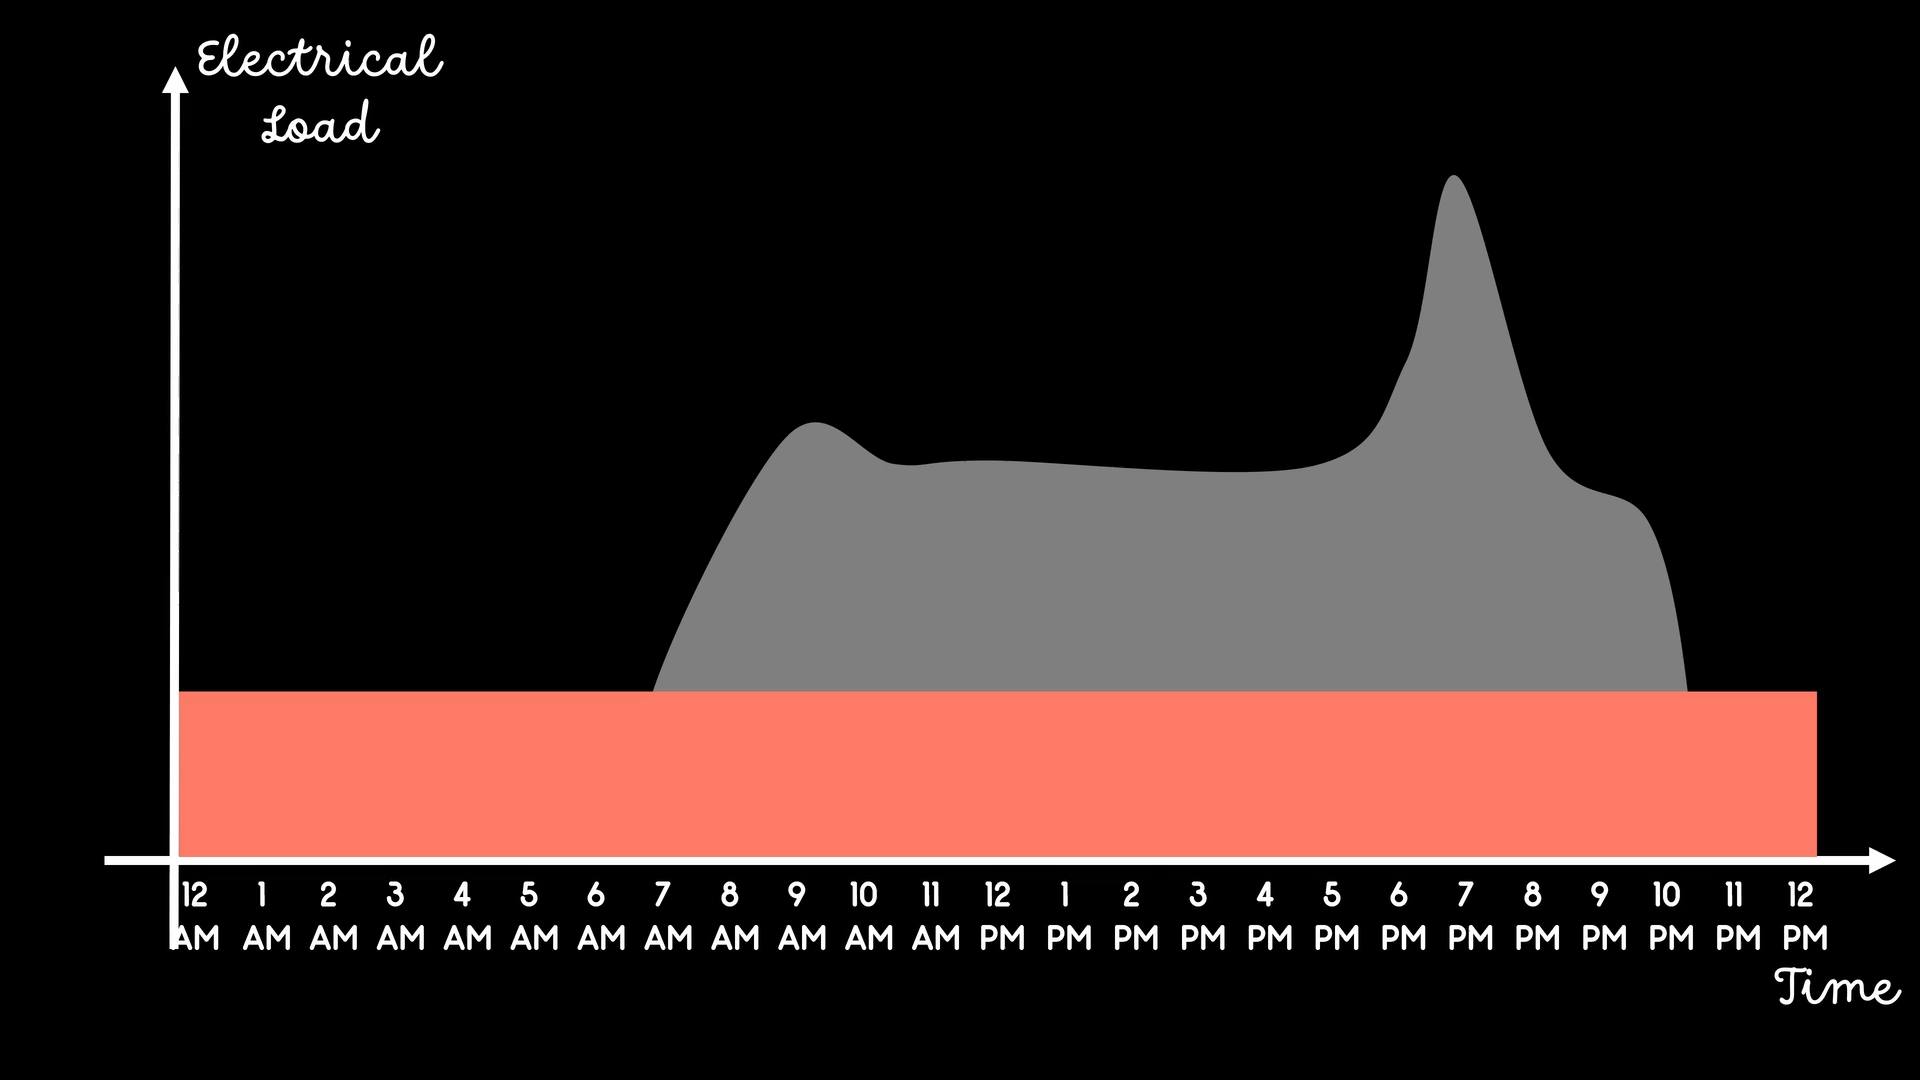 Electrical
Load
12 1 2 3 4 5 6 7 8 9 10 11 12 1 2 3 4 5 6 7 8 9 10 11 12
AM AM AM AM AM AM AM AM AM AM AM AM PM PM PM PM PM PM PM PM PM PM PM PM PM
Time